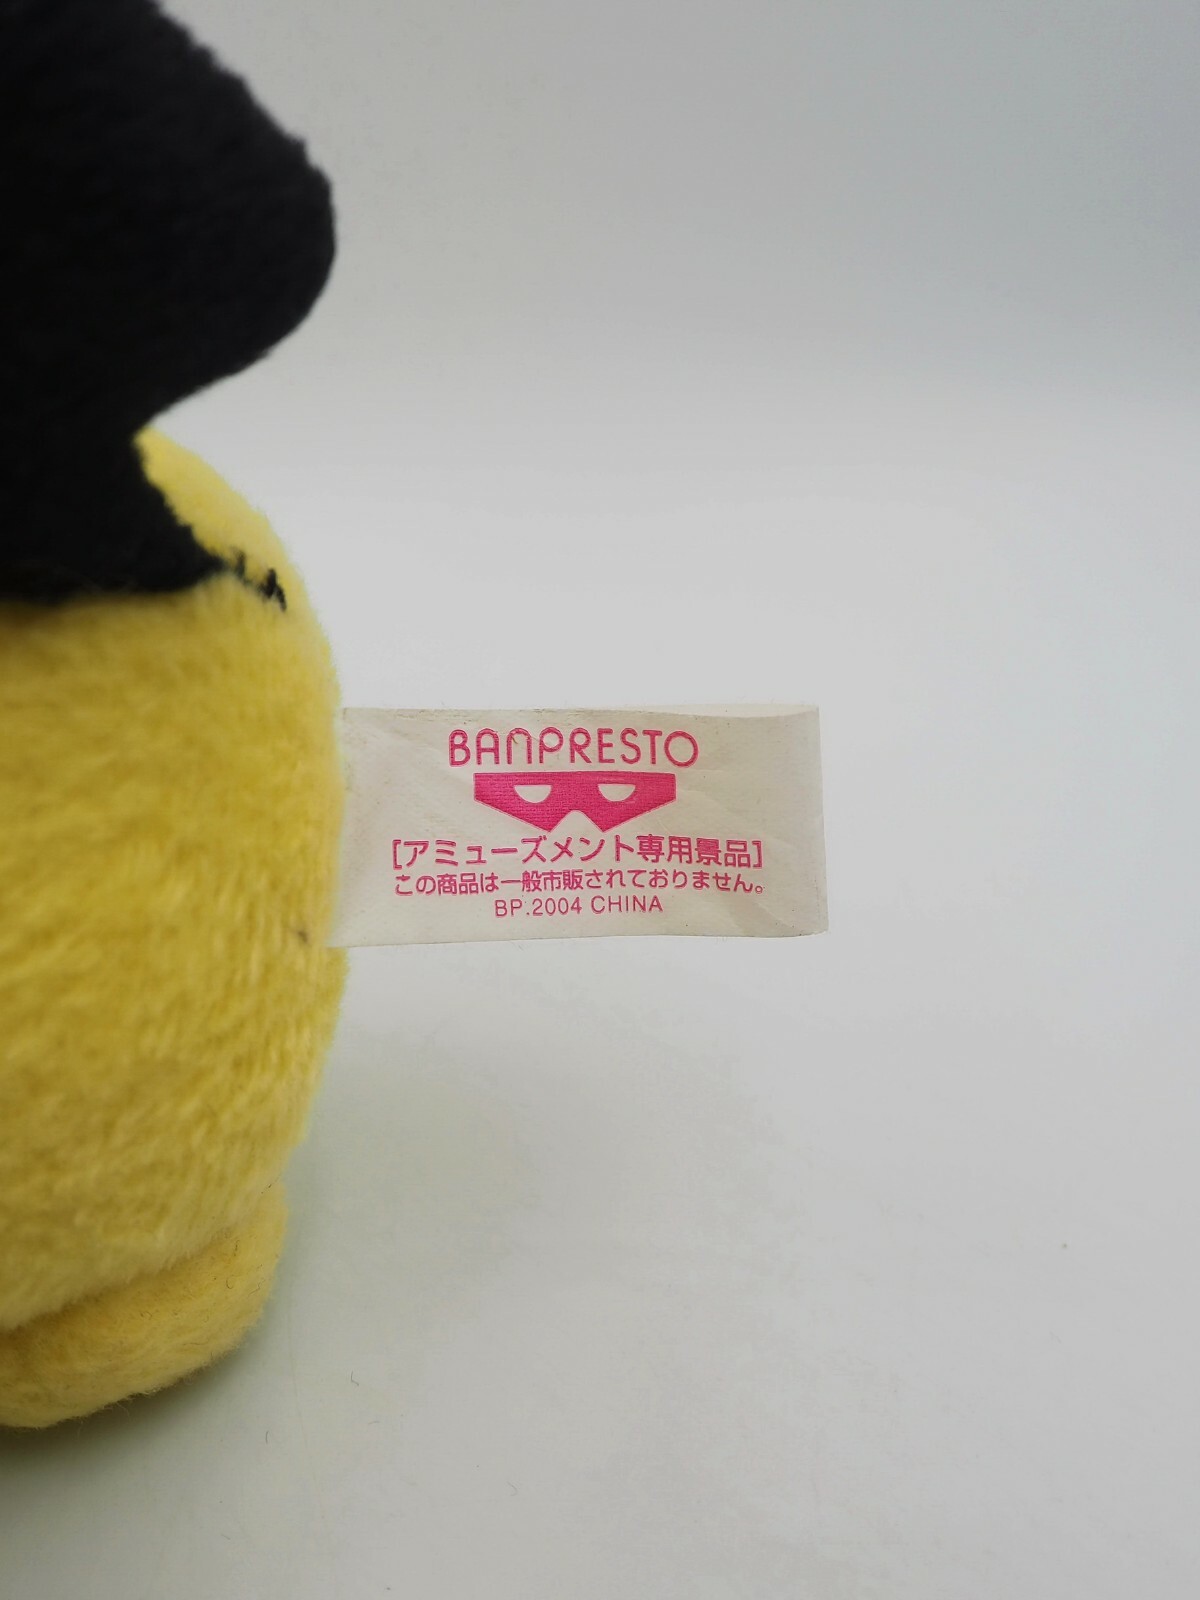 BANPRESTO
[アミューズメント専用景品]
この商品は一般市販されておりません。
BP.2004 CHINA